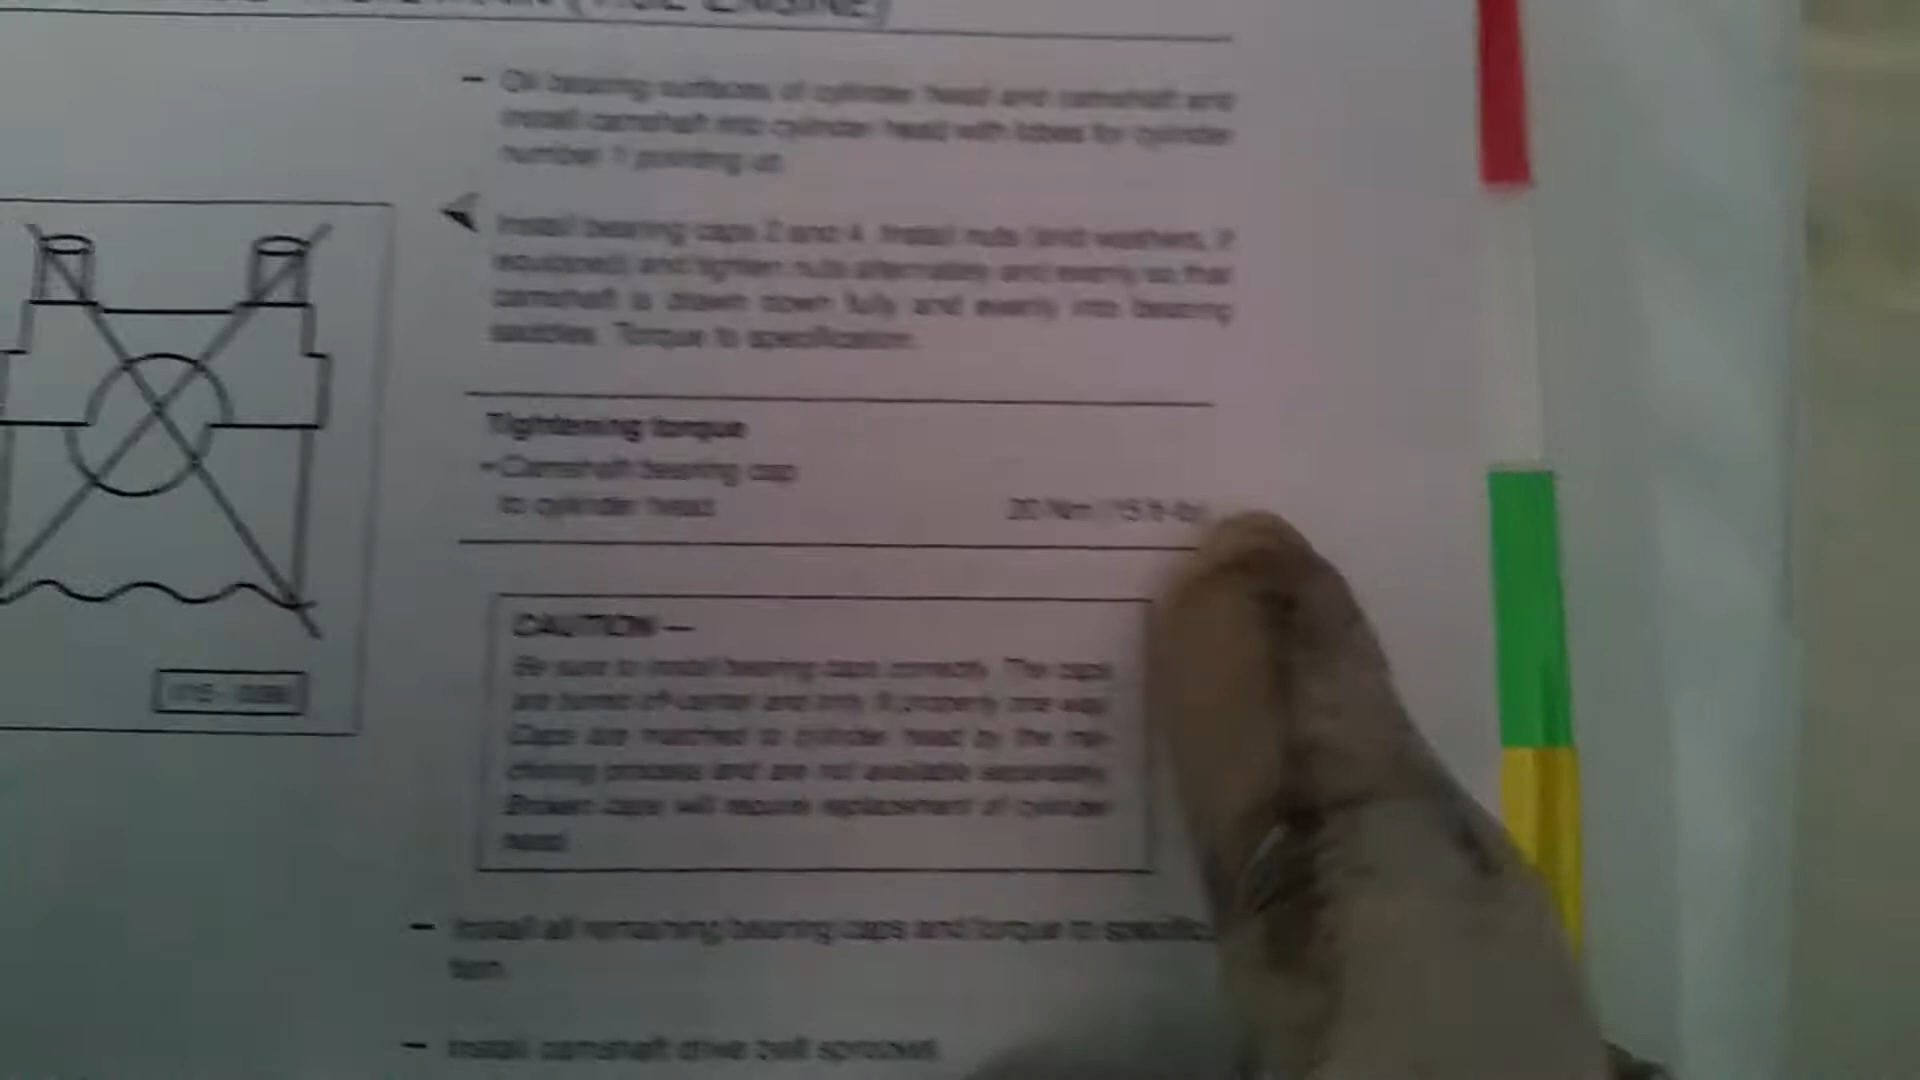 ENGINE)
– Oil bearing surfaces of cylinder head and camshaft and
install camshaft into cylinder head with lobes for cylinder
number 1 pointing up.
Install bearing caps 2 and 4. Install nuts (and washers, if
equipped) and tighten nuts alternately and evenly so that
camshaft is drawn down fully and evenly into bearing
saddles. Torque to specification.
Tightening torque
• Camshaft bearing cap
to cylinder head
20 Nm (15 ft-lb)
CAUTION —
Be sure to install bearing caps correctly. The caps
are bored off-center and only fit properly one way.
Caps are matched to cylinder head by the ma-
chining process and are not available separately.
Broken caps will require replacement of cylinder
head.
– Install all remaining bearing caps and torque to specifica
tion.
– Install camshaft drive belt sprocket.